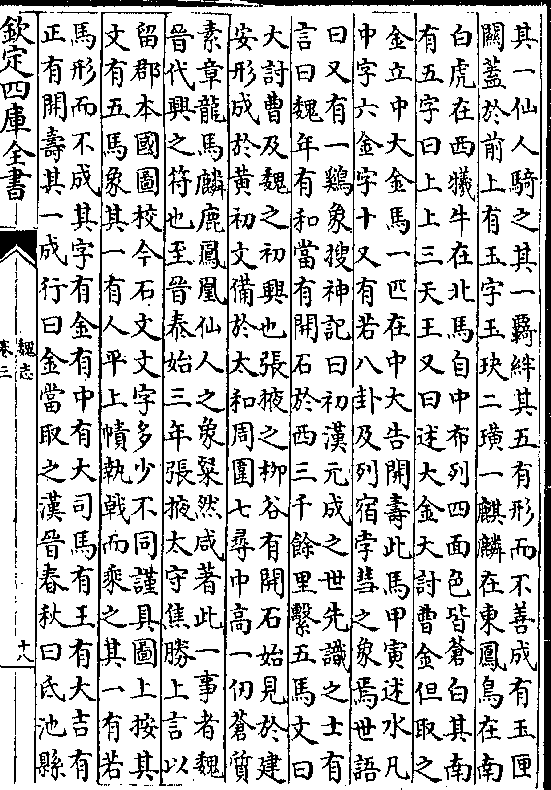 其一仙人騎之其一羇絆其五有形而不善成有玉匣
關蓋於前上有玉字玉玦二璜一麒麟在東鳳鳥在南
白虎在西犧牛在北馬自中布列四面色皆蒼白其南
有五字曰上上三天王又曰述大金大討曹金但取之
金立中大金馬一匹在中大告開壽此馬甲寅述水凡
中字六金字十又有若八卦及列宿孛彗之象焉世語
曰又有一鷄象搜神記曰初漢元成之世先識之士有
言曰魏年有和當有開石於西三千餘里繫五馬文曰
大討曹及魏之初興也張掖之柳谷有開石始見於建
安形成於黃初文備於太和周圍七尋中高一仞蒼質
素章龍馬麟鹿鳳凰仙人之象粲然咸著此一事者魏
晉代興之符也至晉泰始三年張掖太守焦勝上言以
留郡本國圖校今石文文字多少不同謹具圖上按其
文有五馬象其一有人平上幘執戟而乘之其一有若
馬形而不成其字有金有中有大司馬有王有大吉有
正有開壽其一成行曰金當取之漢晉春秋曰氐池縣
欽定四庫全書
魏志
卷三
十八